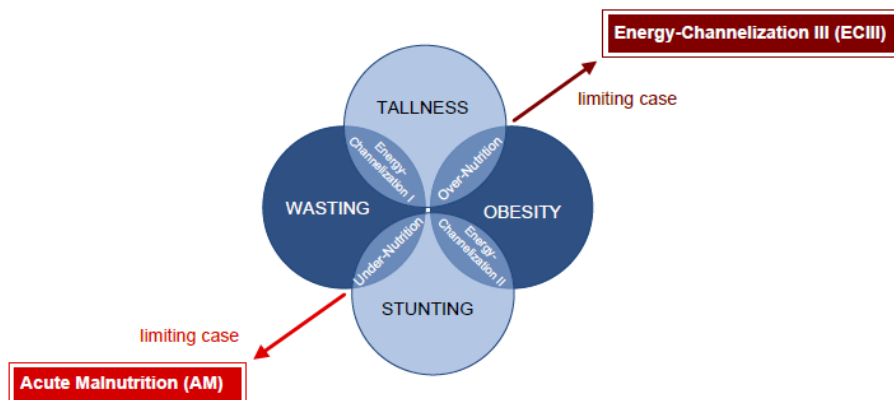 Energy-Channelization III (ECIII)
limiting case
TALLNESS
Energy-
Channelization I
Over-Nutrition
WASTING
OBESITY
Under-Nutrition
Energy-
Channelization II
STUNTING
limiting case
Acute Malnutrition (AM)